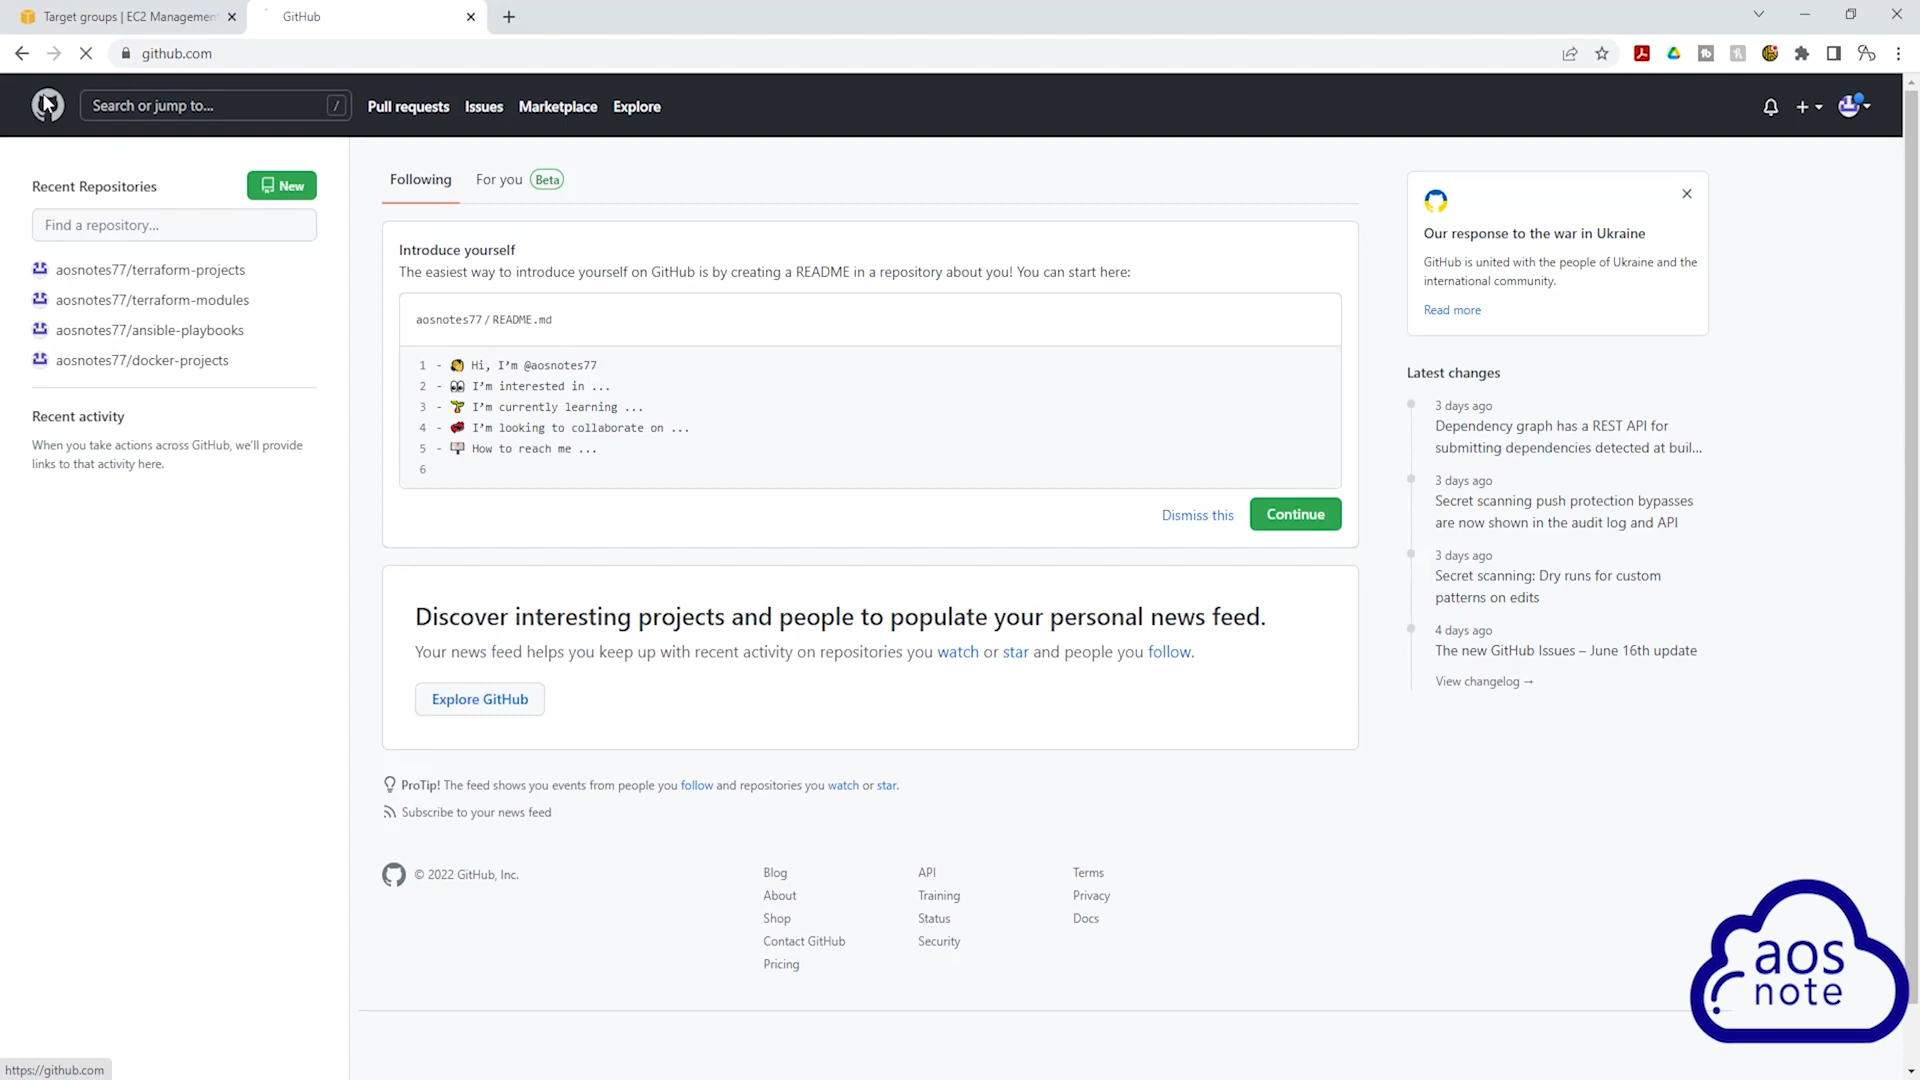 Target groups | EC2 Management
GitHub
github.com
Search or jump to... /
Pull requests Issues Marketplace Explore
Recent Repositories
New
Find a repository...
aosnotes77/terraform-projects
aosnotes77/terraform-modules
aosnotes77/ansible-playbooks
aosnotes77/docker-projects
Recent activity
When you take actions across GitHub, we'll provide
links to that activity here.
Following For you Beta
Introduce yourself
The easiest way to introduce yourself on GitHub is by creating a README in a repository about you! You can start here:
aosnotes77 / README.md
1 - 👋 Hi, I'm @aosnotes77
2 - 👀 I'm interested in ...
3 - 🌱 I'm currently learning ...
4 - 💞️ I'm looking to collaborate on ...
5 - 📫 How to reach me ...
6
Dismiss this Continue
Discover interesting projects and people to populate your personal news feed.
Your news feed helps you keep up with recent activity on repositories you watch or star and people you follow.
Explore GitHub
ProTip! The feed shows you events from people you follow and repositories you watch or star.
Subscribe to your news feed
Our response to the war in Ukraine
GitHub is united with the people of Ukraine and the
international community.
Read more
Latest changes
3 days ago
Dependency graph has a REST API for
submitting dependencies detected at buil...
3 days ago
Secret scanning push protection bypasses
are now shown in the audit log and API
3 days ago
Secret scanning: Dry runs for custom
patterns on edits
4 days ago
The new GitHub Issues – June 16th update
View changelog →
© 2022 GitHub, Inc.
Blog
About
Shop
Contact GitHub
Pricing
API
Training
Status
Security
Terms
Privacy
Docs
aos
note
https://github.com